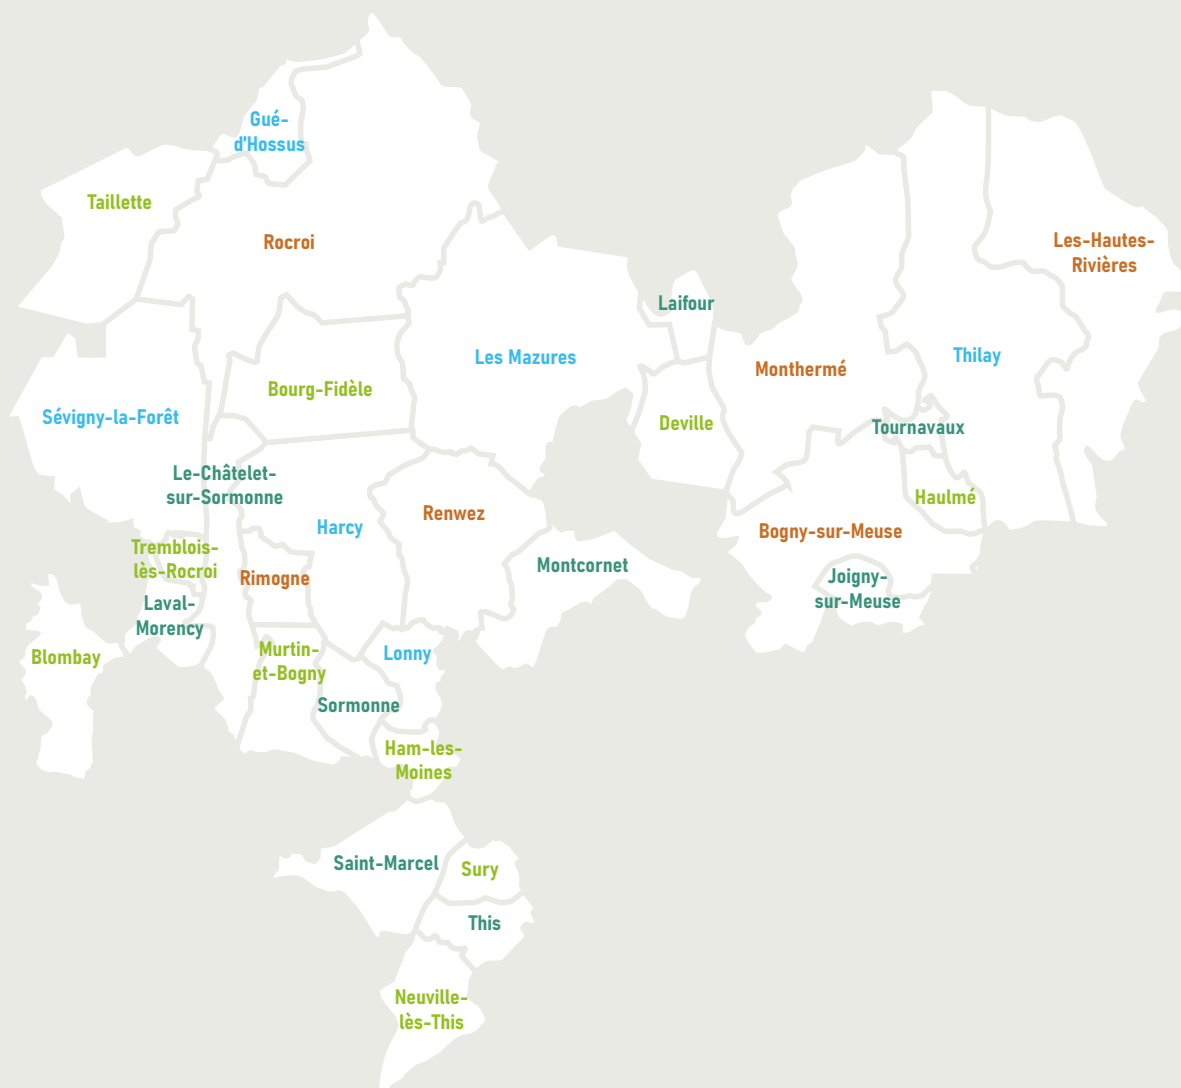 Gué-
d'Hossus
Taillette
Rocroi
Les-Hautes-
Rivières
Laifour
Les Mazures
Thilay
Monthermé
Bourg-Fidèle
Sévigny-la-Forêt
Deville
Tournavaux
Le-Châtelet-
sur-Sormonne
Haulmé
Renwez
Harcy
Bogny-sur-Meuse
Tremblois-
lès-Rocroi
Montcornet
Rimogne
Joigny-
sur-Meuse
Laval-
Morency
Blombay
Murtin-
et-Bogny
Lonny
Sormonne
Ham-les-
Moines
Saint-Marcel
Sury
This
Neuville-
lès-This